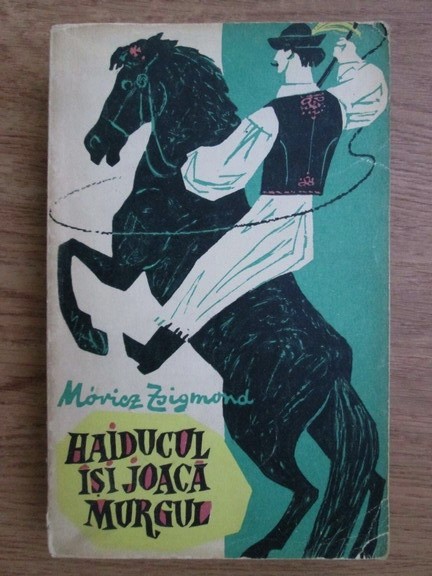 Móricz Zsigmond
HAIDUCUL
ÎȘI JOACĂ
MURGUL